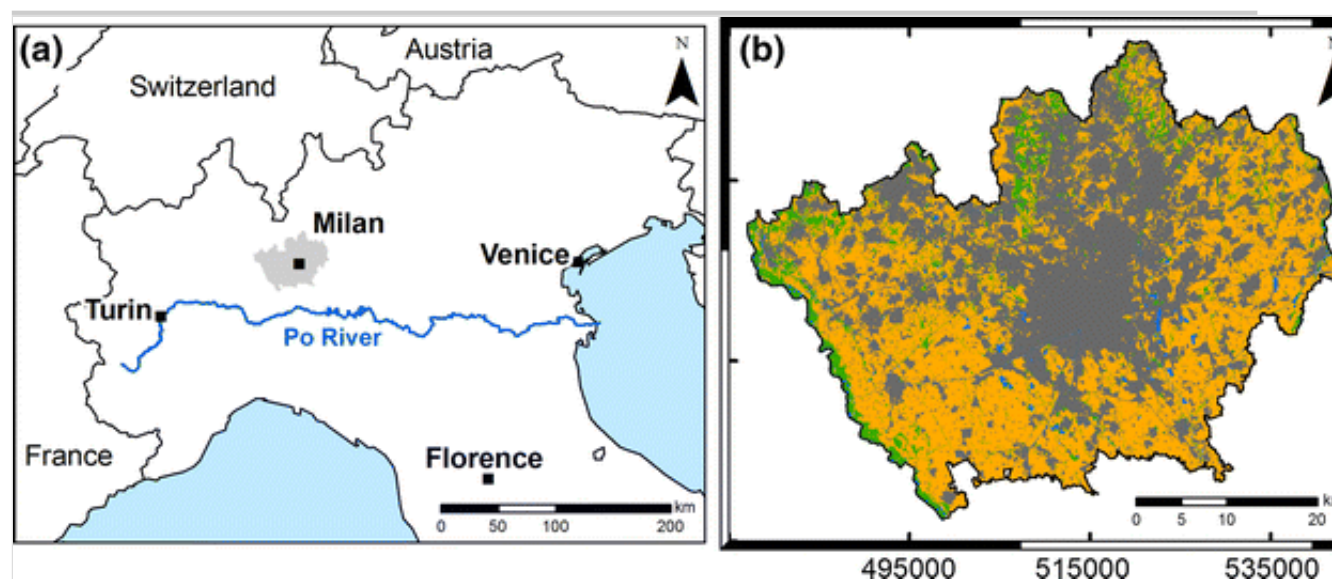 (a)
Austria
N
Switzerland
Milan
Venice
Turin
Po River
France
Florence
km
0 50 100 200
(b)
km
0 5 10 20
495000 515000 535000